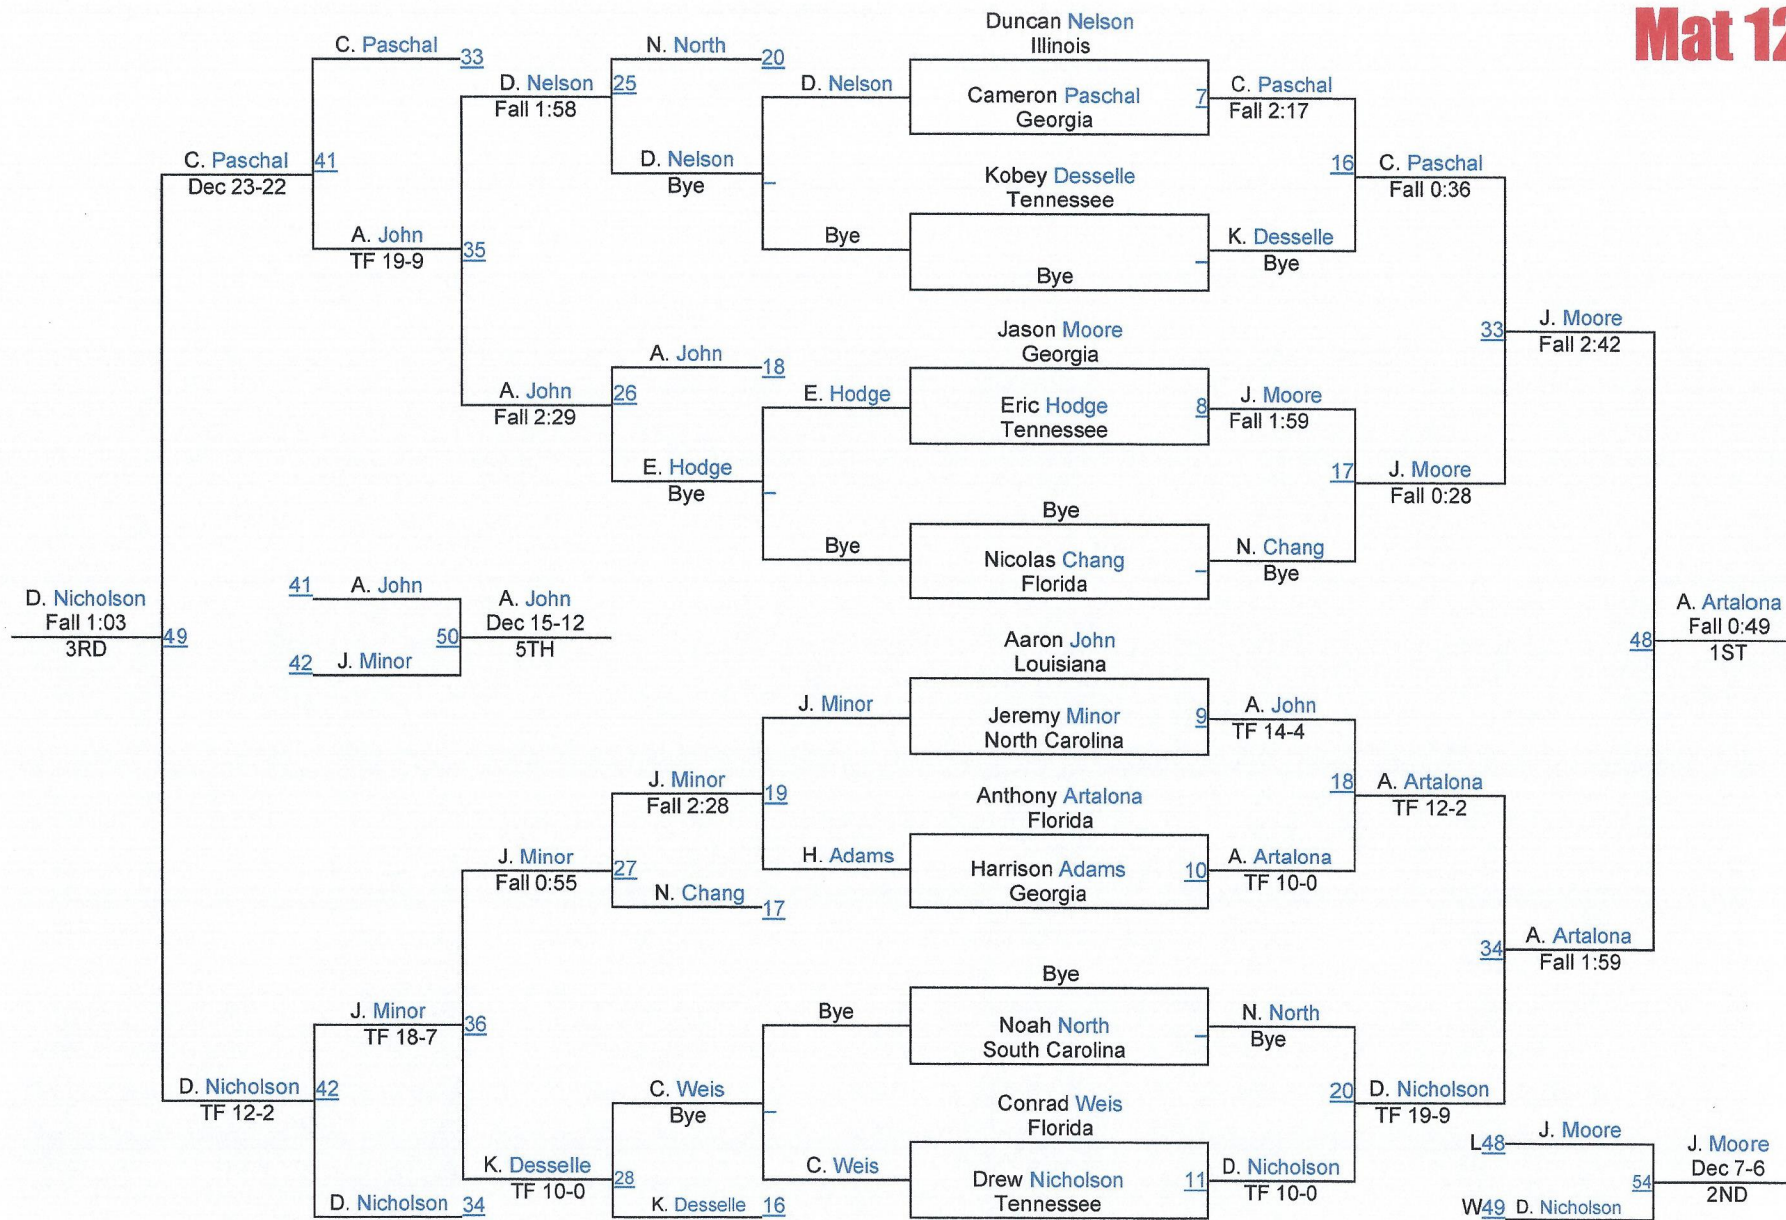 Mat 12
Duncan Nelson
Illinois
C. Paschal
33
N. North
20
D. Nelson
Fall 1:58
25
D. Nelson
Cameron Paschal
Georgia
7
C. Paschal
Fall 2:17
C. Paschal
Dec 23-22
41
D. Nelson
Bye
Kobey Desselle
Tennessee
16
C. Paschal
Fall 0:36
A. John
TF 19-9
35
Bye
Bye
K. Desselle
Bye
Jason Moore
Georgia
33
J. Moore
Fall 2:42
A. John
18
A. John
Fall 2:29
26
E. Hodge
Eric Hodge
Tennessee
8
J. Moore
Fall 1:59
E. Hodge
Bye
17
J. Moore
Fall 0:28
Bye
Bye
Nicolas Chang
Florida
N. Chang
Bye
D. Nicholson
Fall 1:03
3RD
49
41
A. John
42
J. Minor
50
A. John
Dec 15-12
5TH
Aaron John
Louisiana
48
A. Artalona
Fall 0:49
1ST
J. Minor
Jeremy Minor
North Carolina
9
A. John
TF 14-4
J. Minor
Fall 2:28
19
Anthony Artalona
Florida
18
A. Artalona
TF 12-2
J. Minor
Fall 0:55
27
H. Adams
Harrison Adams
Georgia
10
A. Artalona
TF 10-0
N. Chang
17
34
A. Artalona
Fall 1:59
Bye
J. Minor
TF 18-7
36
Bye
Noah North
South Carolina
N. North
Bye
D. Nicholson
TF 12-2
42
C. Weis
Bye
Conrad Weis
Florida
20
D. Nicholson
TF 19-9
K. Desselle
TF 10-0
28
C. Weis
Drew Nicholson
Tennessee
11
D. Nicholson
TF 10-0
D. Nicholson
34
K. Desselle
16
L48
J. Moore
W49
D. Nicholson
54
J. Moore
Dec 7-6
2ND